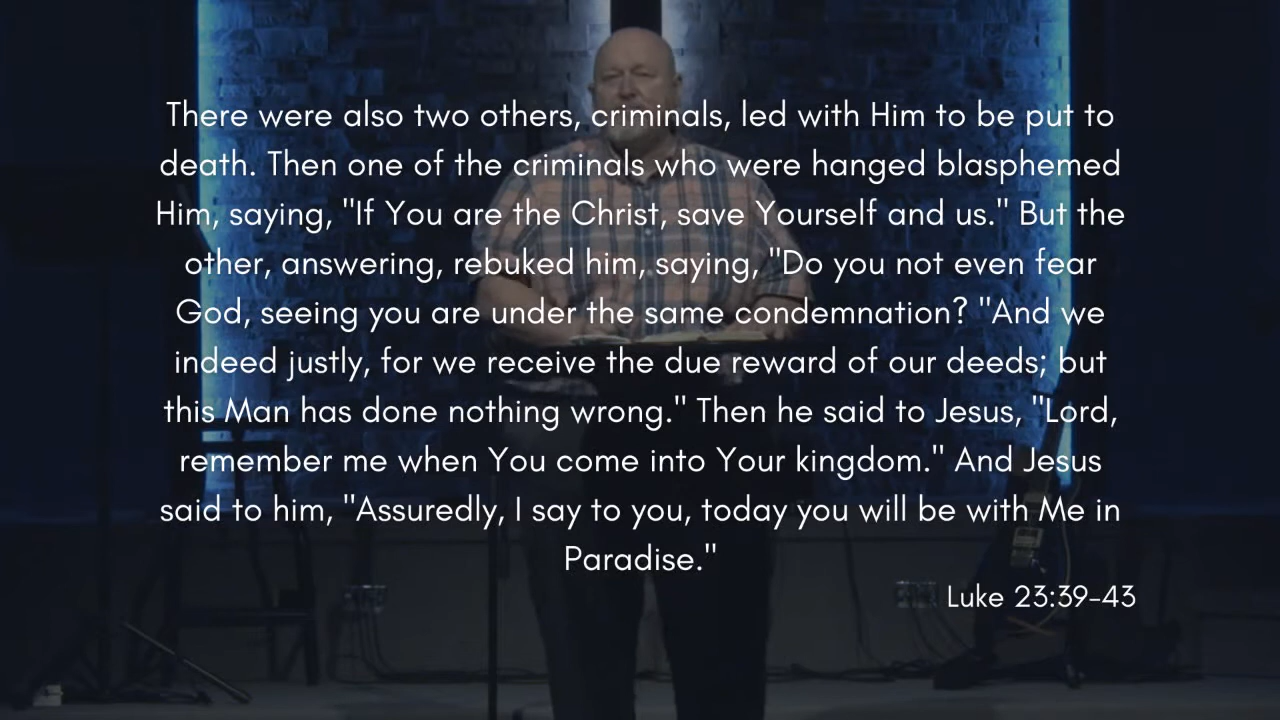 There were also two others, criminals, led with Him to be put to
death. Then one of the criminals who were hanged blasphemed
Him, saying, "If You are the Christ, save Yourself and us." But the
other, answering, rebuked him, saying, "Do you not even fear
God, seeing you are under the same condemnation? "And we
indeed justly, for we receive the due reward of our deeds; but
this Man has done nothing wrong." Then he said to Jesus, "Lord,
remember me when You come into Your kingdom." And Jesus
said to him, "Assuredly, I say to you, today you will be with Me in
Paradise."
Luke 23:39-43